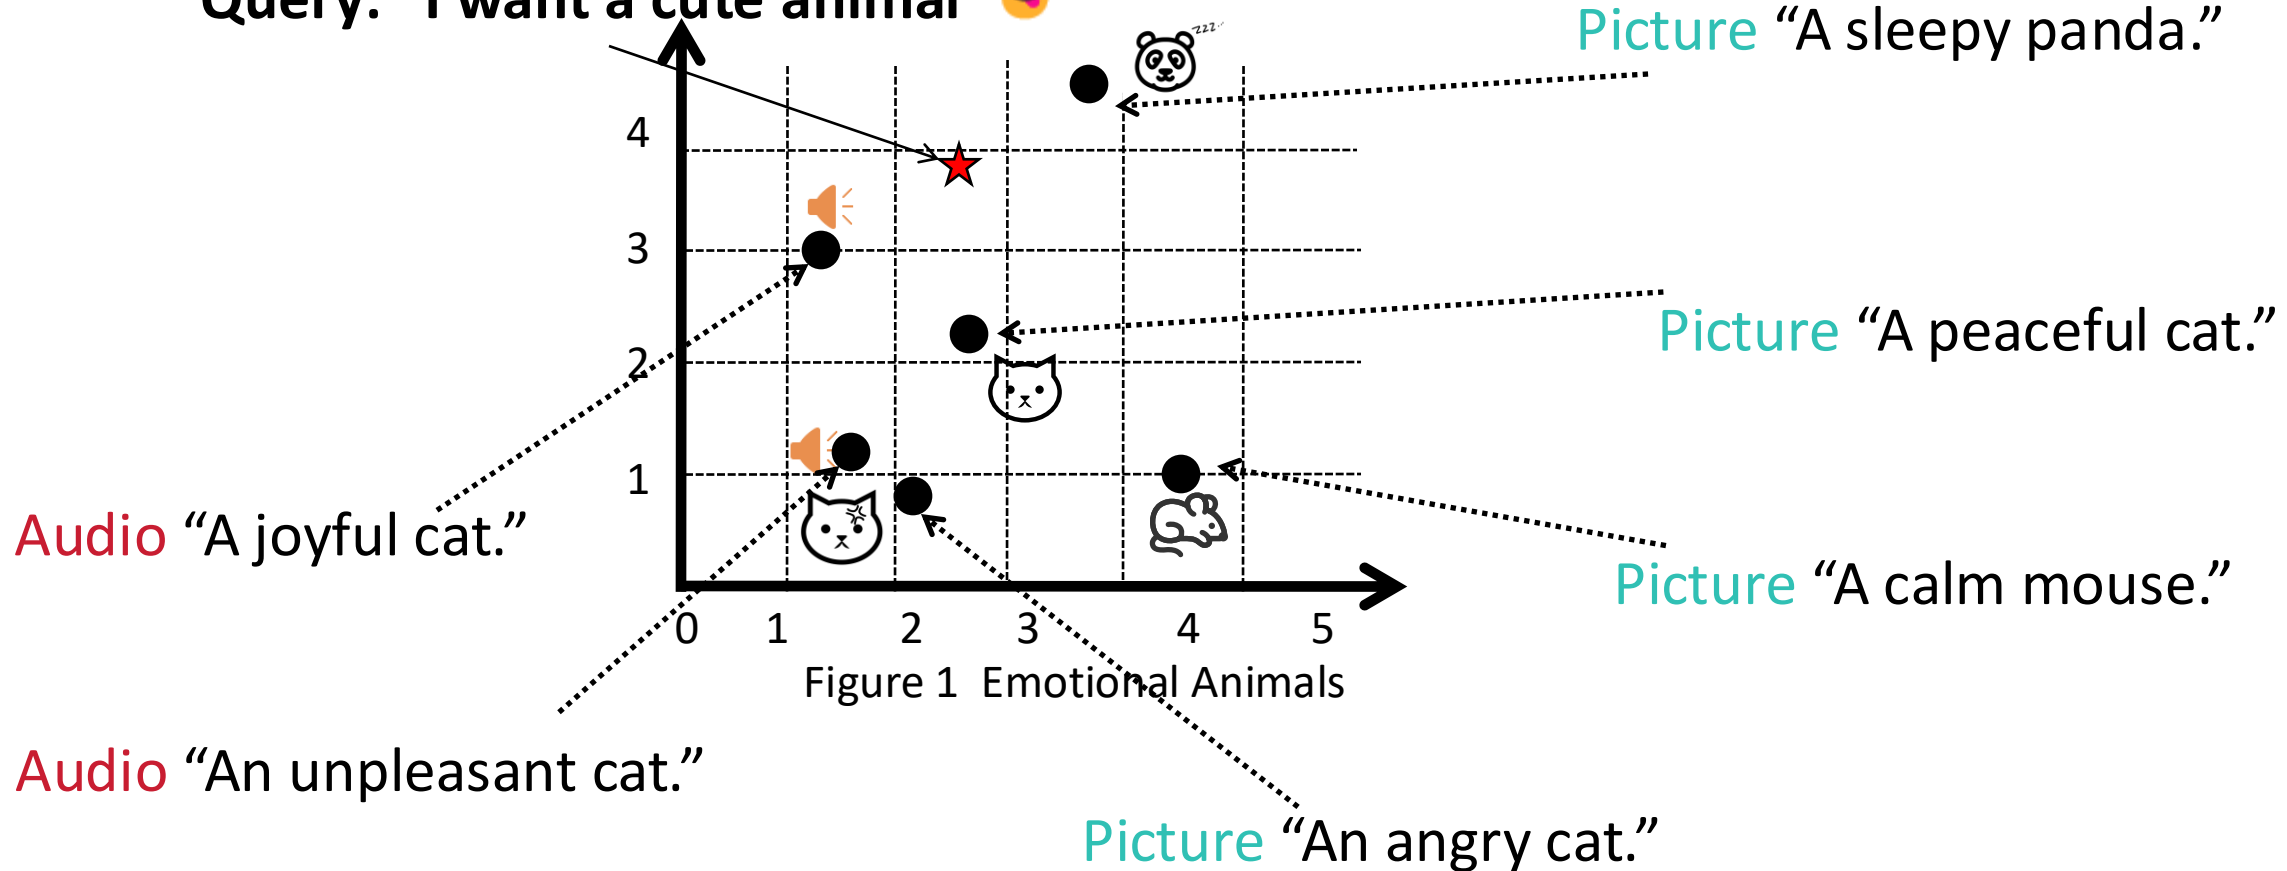 Query: "I want a cute animal"
Picture “A sleepy panda.”
zzz
4
3
Picture “A peaceful cat.”
2
1
Audio “A joyful cat.”
Picture “A calm mouse.”
0 1 2 3 4 5
Figure 1 Emotional Animals
Audio “An unpleasant cat.”
Picture “An angry cat.”